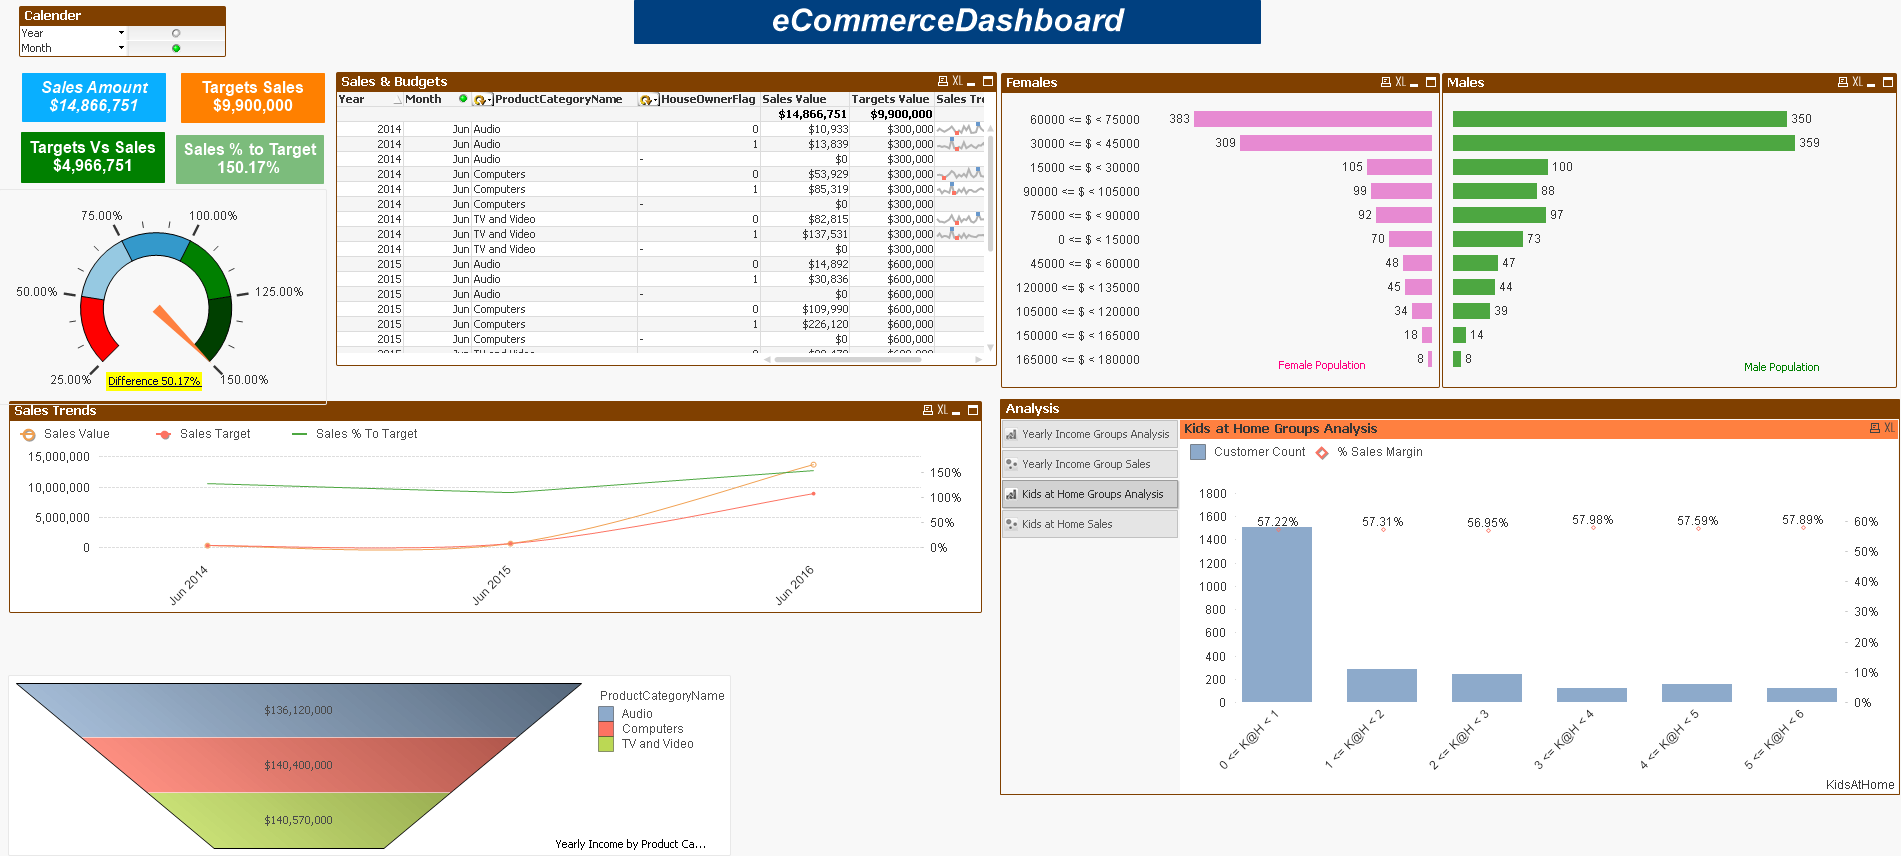 Calender
Year
Month
eCommerceDashboard
Sales Amount
$14,866,751
Targets Sales
$9,900,000
Targets Vs Sales
$4,966,751
Sales % to Target
150.17%
75.00% 100.00%
50.00% 125.00%
25.00% Difference 50.17% 150.00%
Sales & Budgets XL
Year Month ProductCategoryName HouseOwnerFlag Sales Value Targets Value Sales Tre
$14,866,751 $9,900,000
2014 Jun Audio 0 $10,933 $300,000
2014 Jun Audio 1 $13,839 $300,000
2014 Jun Audio - $0 $300,000
2014 Jun Computers 0 $53,929 $300,000
2014 Jun Computers 1 $85,319 $300,000
2014 Jun Computers - $0 $300,000
2014 Jun TV and Video 0 $82,815 $300,000
2014 Jun TV and Video 1 $137,531 $300,000
2014 Jun TV and Video - $0 $300,000
2015 Jun Audio 0 $14,892 $600,000
2015 Jun Audio 1 $30,836 $600,000
2015 Jun Audio - $0 $600,000
2015 Jun Computers 0 $109,990 $600,000
2015 Jun Computers 1 $226,120 $600,000
2015 Jun Computers - $0 $600,000
Females XL
60000 <= $ < 75000 383
30000 <= $ < 45000 309
15000 <= $ < 30000 105
90000 <= $ < 105000 99
75000 <= $ < 90000 92
0 <= $ < 15000 70
45000 <= $ < 60000 48
120000 <= $ < 135000 45
105000 <= $ < 120000 34
150000 <= $ < 165000 18
165000 <= $ < 180000 8
Female Population
Males XL
350
359
100
88
97
73
47
44
39
14
8
Male Population
Sales Trends XL
Sales Value Sales Target Sales % To Target
15,000,000
10,000,000
5,000,000
0
150%
100%
50%
0%
Jun 2014
Jun 2015
Jun 2016
Analysis
Yearly Income Groups Analysis
Yearly Income Group Sales
Kids at Home Groups Analysis
Kids at Home Sales
Kids at Home Groups Analysis XL
Customer Count % Sales Margin
1800
1600
1400
1200
1000
800
600
400
200
0
57.22% 57.31% 56.95% 57.98% 57.59% 57.89%
60%
50%
40%
30%
20%
10%
0%
0 <= K@H < 1
1 <= K@H < 2
2 <= K@H < 3
3 <= K@H < 4
4 <= K@H < 5
5 <= K@H < 6
KidsAtHome
$136,120,000
$140,400,000
$140,570,000
ProductCategoryName
Audio
Computers
TV and Video
Yearly Income by Product Ca...